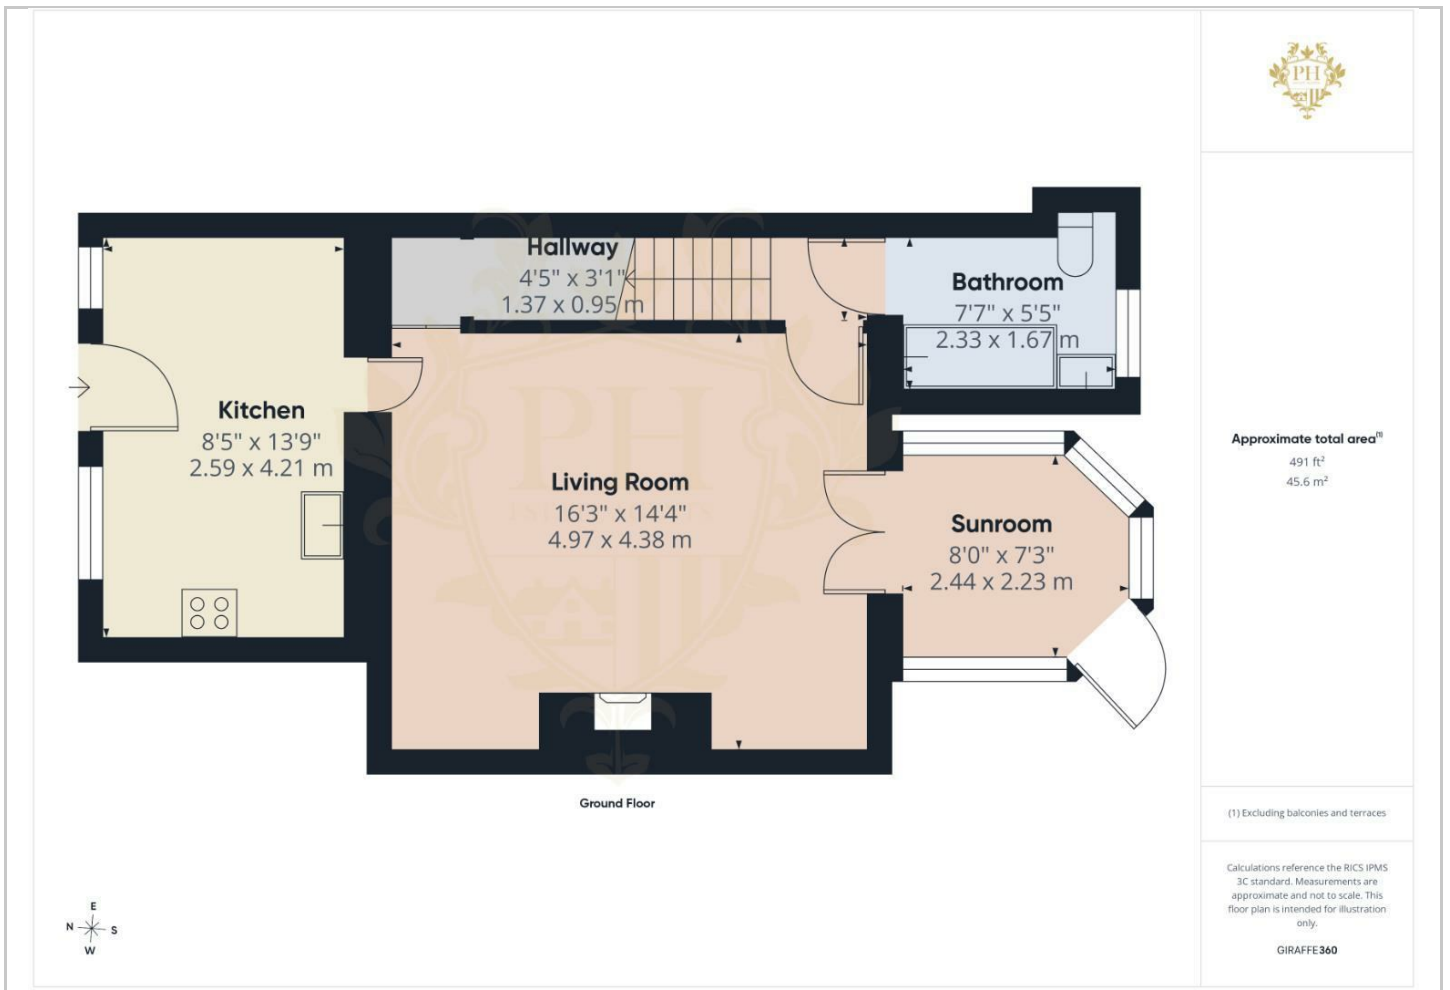 PH
Hallway
4'5" x 3'1"
1.37 x 0.95 m
Bathroom
7'7" x 5'5"
2.33 x 1.67 m
Kitchen
8'5" x 13'9"
2.59 x 4.21 m
PH
Living Room
16'3" x 14'4"
4.97 x 4.38 m
Sunroom
8'0" x 7'3"
2.44 x 2.23 m
Ground Floor
E
N S
W
Approximate total area(1)
491 ft²
45.6 m²
(1) Excluding balconies and terraces
Calculations reference the RICS IPMS
3C standard. Measurements are
approximate and not to scale. This
floor plan is intended for illustration
only.
GIRAFFE360